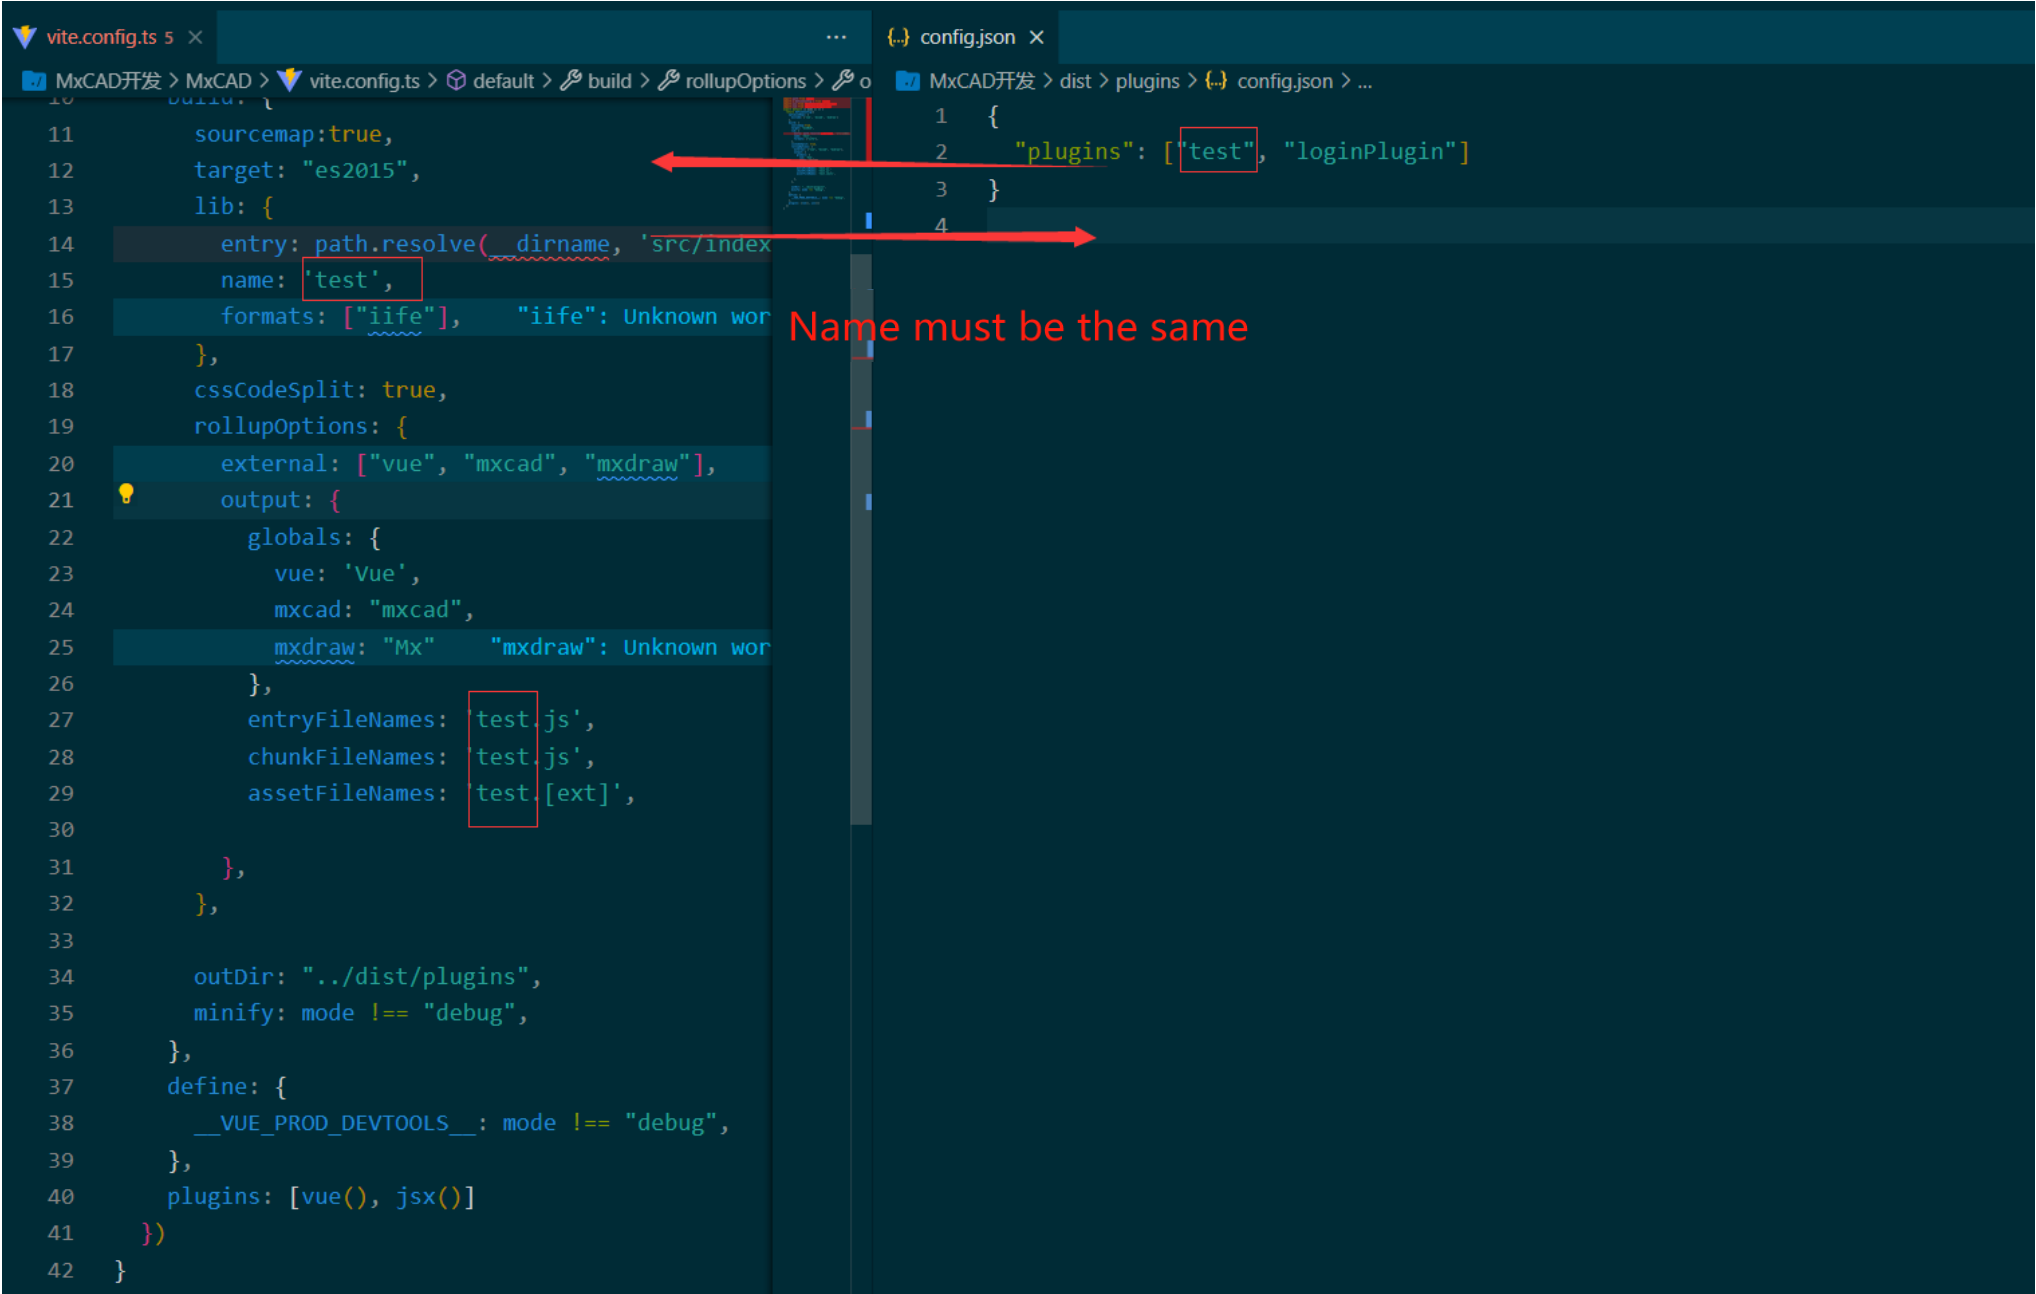 vite.config.ts 5
MxCAD开发 > MxCAD > vite.config.ts > default > build > rollupOptions > o
10 build: {
11 sourcemap:true,
12 target: "es2015",
13 lib: {
14 entry: path.resolve(__dirname, 'src/index
15 name: 'test',
16 formats: ["iife"], "iife": Unknown wor
17 },
18 cssCodeSplit: true,
19 rollupOptions: {
20 external: ["vue", "mxcad", "mxdraw"],
21 output: {
22 globals: {
23 vue: 'Vue',
24 mxcad: "mxcad",
25 mxdraw: "Mx" "mxdraw": Unknown wor
26 },
27 entryFileNames: 'test.js',
28 chunkFileNames: 'test.js',
29 assetFileNames: 'test.[ext]',
30
31 },
32 },
33
34 outDir: "../dist/plugins",
35 minify: mode !== "debug",
36 },
37 define: {
38 __VUE_PROD_DEVTOOLS__: mode !== "debug",
39 },
40 plugins: [vue(), jsx()]
41 })
42 }
{..} config.json
MxCAD开发 > dist > plugins > {..} config.json > ...
1 {
2 "plugins": ["test", "loginPlugin"]
3 }
4
Name must be the same